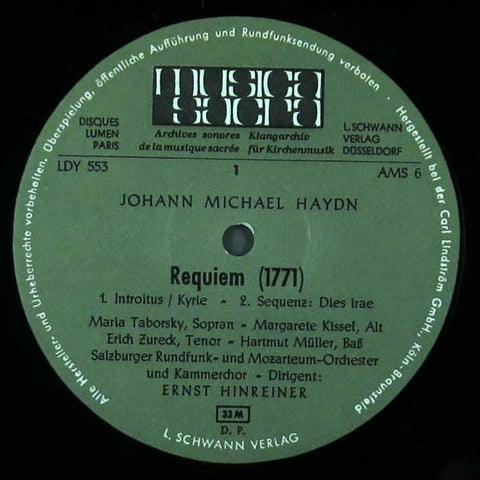 Alle Hersteller- und Urheberrechte vorbehalten. Überspielung, öffentliche Aufführung und Rundfunksendung verboten · Hergestellt bei der Carl Lindström GmbH., Köln-Braunsfeld
musica
sacra
DISQUES
LUMEN
PARIS
Archives sonores
de la musique sacrée
Klangarchiv
für Kirchenmusik
L. SCHWANN
VERLAG
DÜSSELDORF
LDY 553
1
AMS 6
JOHANN MICHAEL HAYDN
Requiem (1771)
1. Introitus / Kyrie - 2. Sequenz: Dies irae
Maria Taborsky, Sopran - Margarete Kissel, Alt
Erich Zureck, Tenor - Hartmut Müller, Baß
Salzburger Rundfunk- und Mozarteum-Orchester
und Kammerchor - Dirigent:
ERNST HINREINER
33 M
D. P.
L. SCHWANN VERLAG